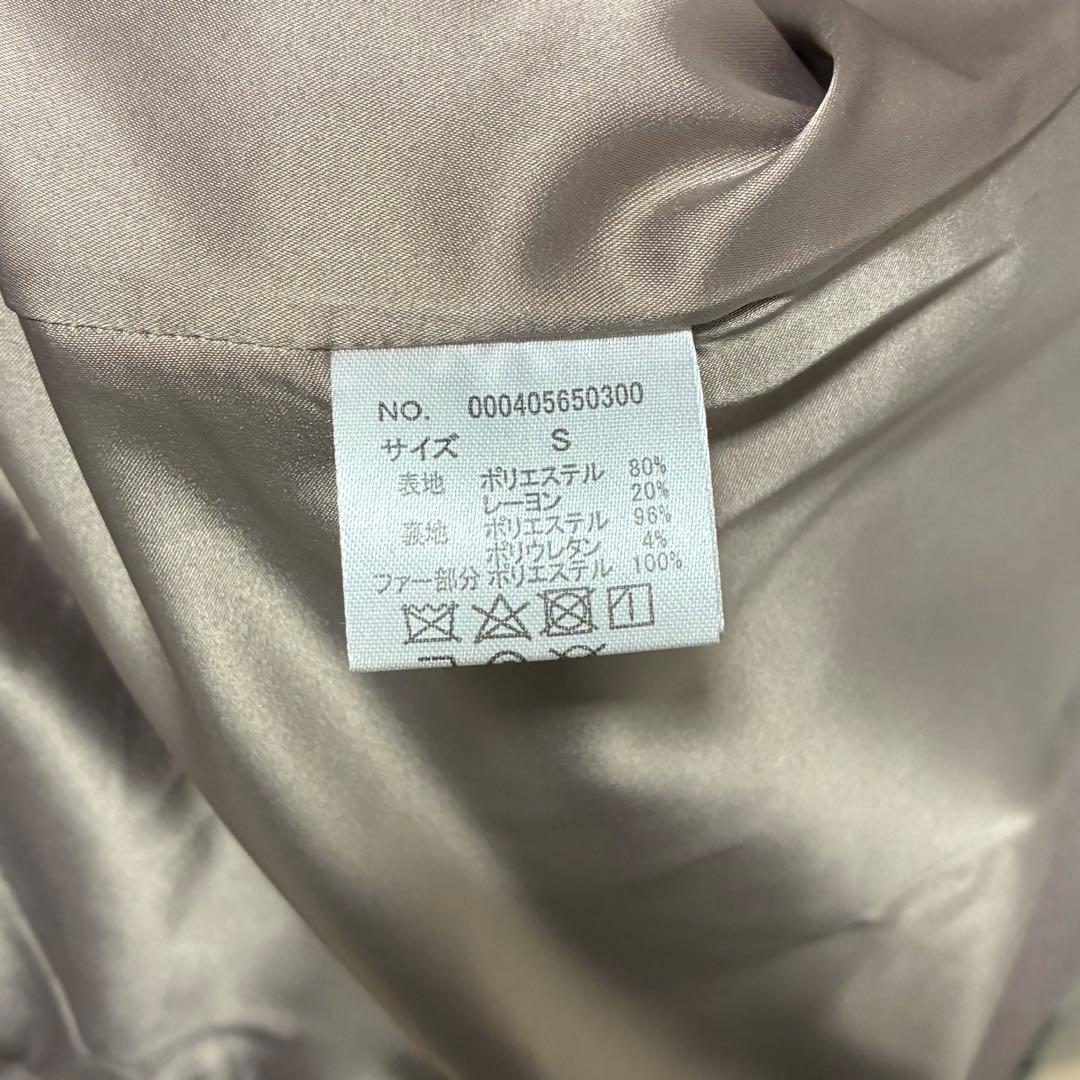 NO. 000405650300
サイズ S
表地 ポリエステル 80%
レーヨン 20%
裏地 ポリエステル 96%
ポリウレタン 4%
ファー部分 ポリエステル 100%